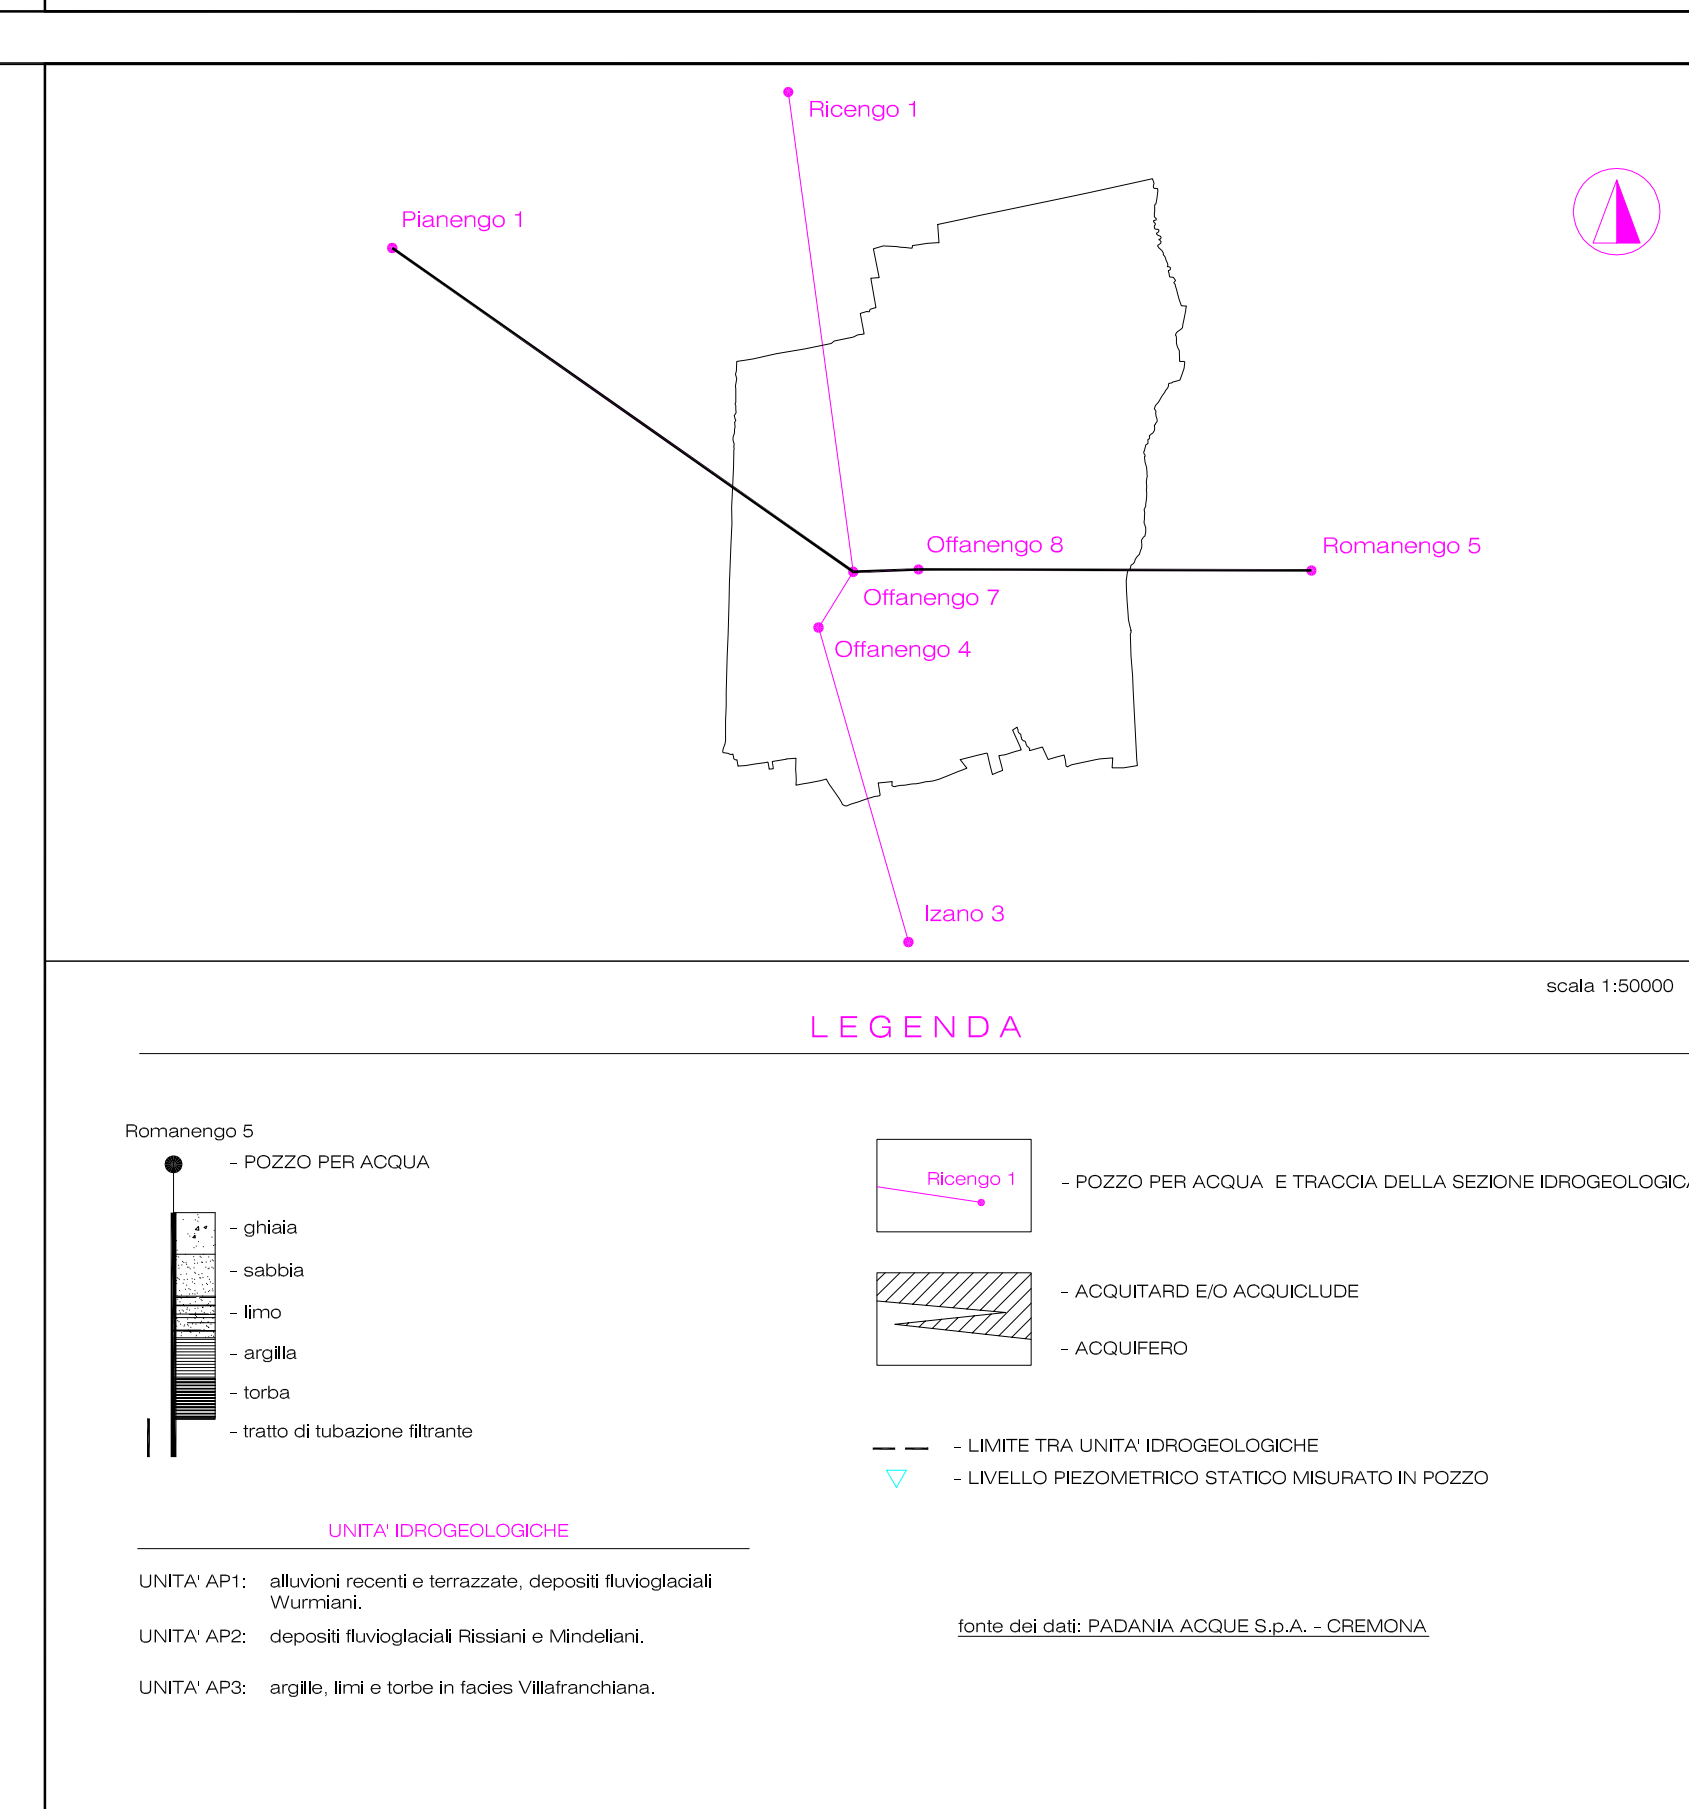 Ricengo 1
Pianengo 1
Offanengo 8
Romanengo 5
Offanengo 7
Offanengo 4
Izano 3
scala 1:50000
LEGENDA
Romanengo 5
- POZZO PER ACQUA
- ghiaia
- sabbia
- limo
- argilla
- torba
- tratto di tubazione filtrante
Ricengo 1
- POZZO PER ACQUA E TRACCIA DELLA SEZIONE IDROGEOLOGICA
- ACQUITARD E/O ACQUICLUDE
- ACQUIFERO
- LIMITE TRA UNITA' IDROGEOLOGICHE
- LIVELLO PIEZOMETRICO STATICO MISURATO IN POZZO
UNITA' IDROGEOLOGICHE
UNITA' AP1: alluvioni recenti e terrazzate, depositi fluvioglaciali
Wurmiani.
UNITA' AP2: depositi fluvioglaciali Rissiani e Mindeliani.
UNITA' AP3: argille, limi e torbe in facies Villafranchiana.
fonte dei dati: PADANIA ACQUE S.p.A. - CREMONA